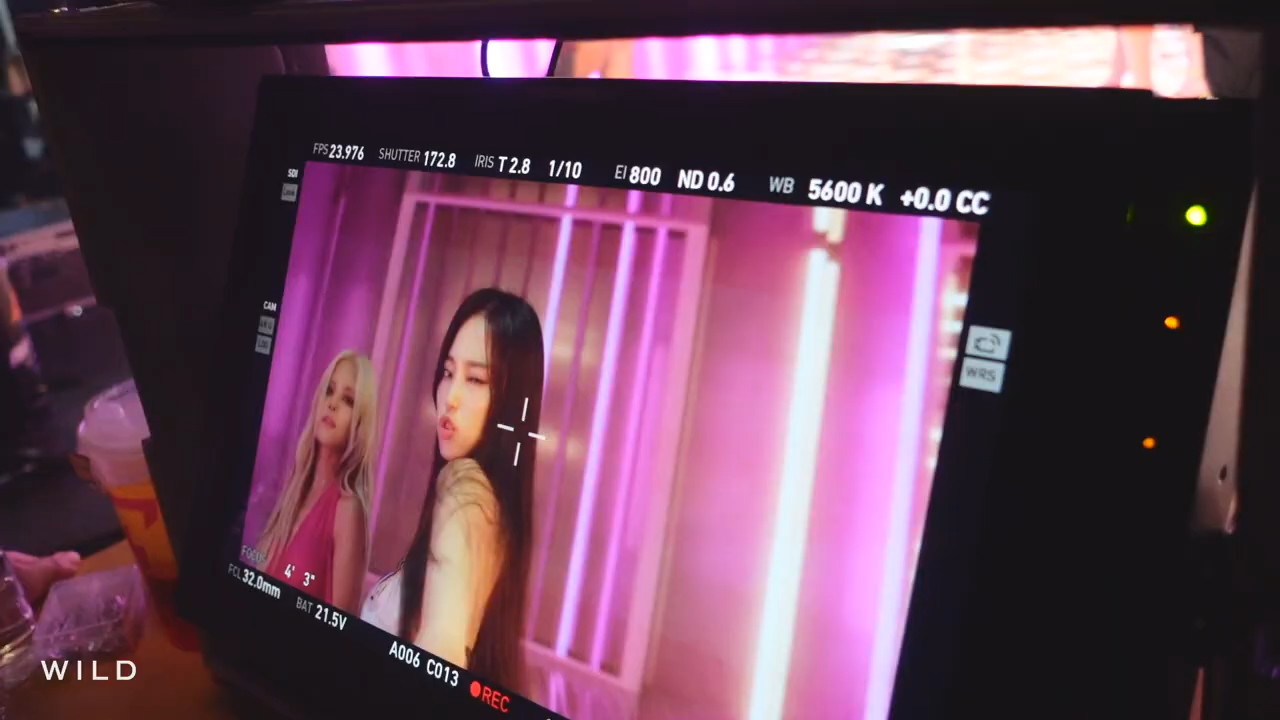 FPS 23.976 SHUTTER 172.8 IRIS T 2.8 1/10 EI 800 ND 0.6 WB 5600 K +0.0 CC
SDI
CAM
LOG
WRS
FOCUS 4' 3"
FCL 32.0mm BAT 21.5V
A006 C013 REC
WILD